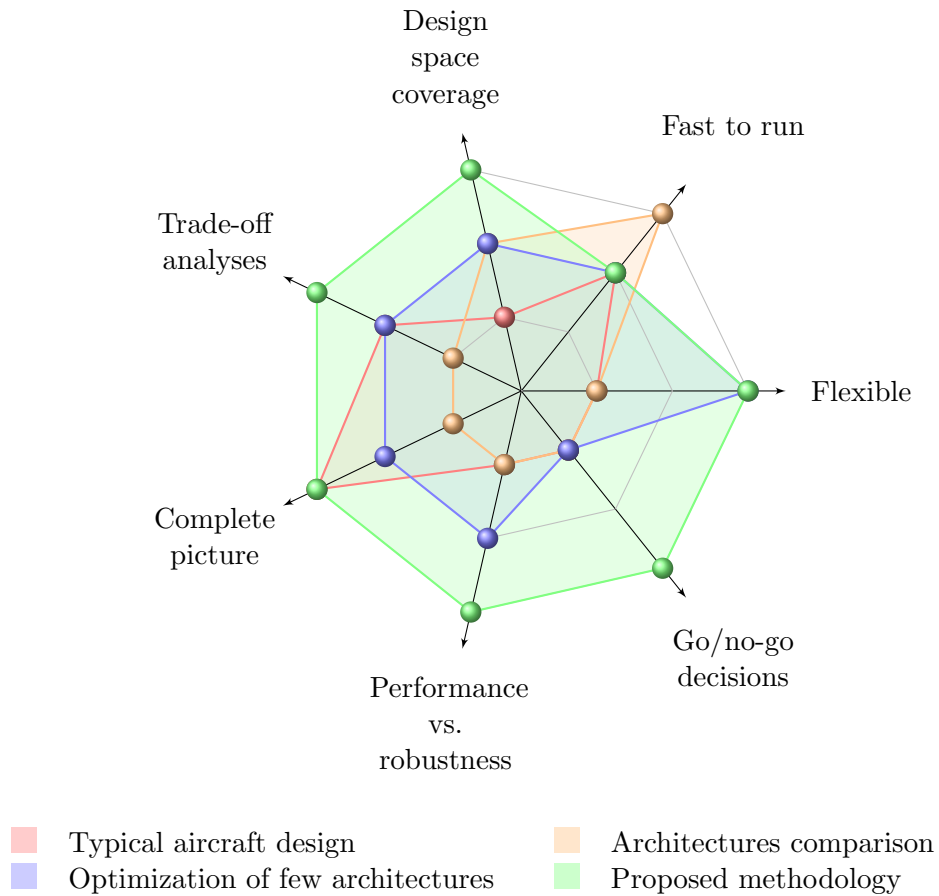 Design
space
coverage
Fast to run
Trade-off
analyses
Flexible
Complete
picture
Go/no-go
decisions
Performance
vs.
robustness
Typical aircraft design
Architectures comparison
Optimization of few architectures
Proposed methodology